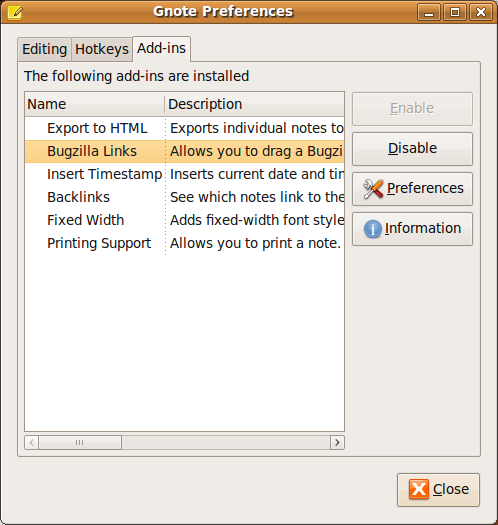 Gnote Preferences
Editing Hotkeys Add-ins
The following add-ins are installed
Name Description
Export to HTML Exports individual notes to
Bugzilla Links Allows you to drag a Bugzi
Insert Timestamp Inserts current date and tin
Backlinks See which notes link to the
Fixed Width Adds fixed-width font style
Printing Support Allows you to print a note.
Enable
Disable
Preferences
Information
Close